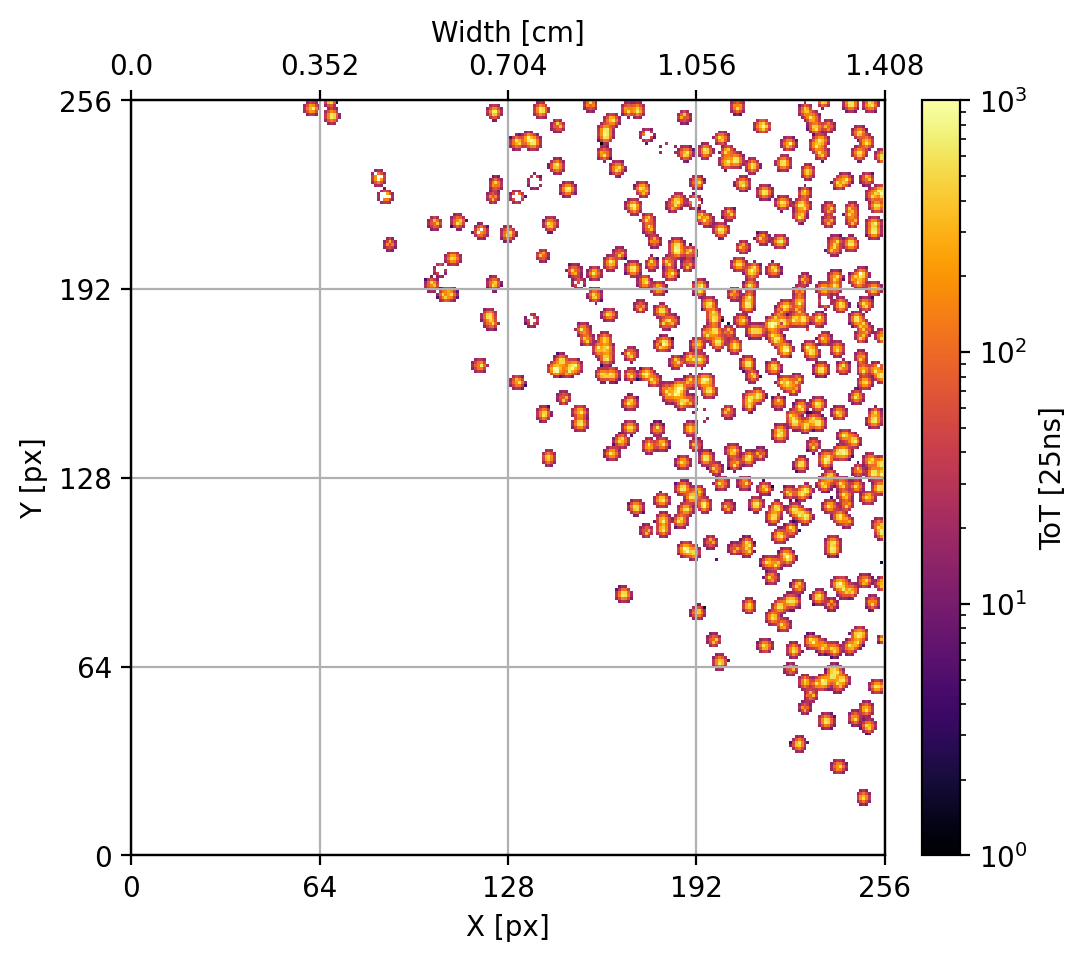 Width [cm]
0.0 0.352 0.704 1.056 1.408
256
192
128
64
0
Y [px]
0 64 128 192 256
X [px]
10³
10²
10¹
10⁰
ToT [25ns]